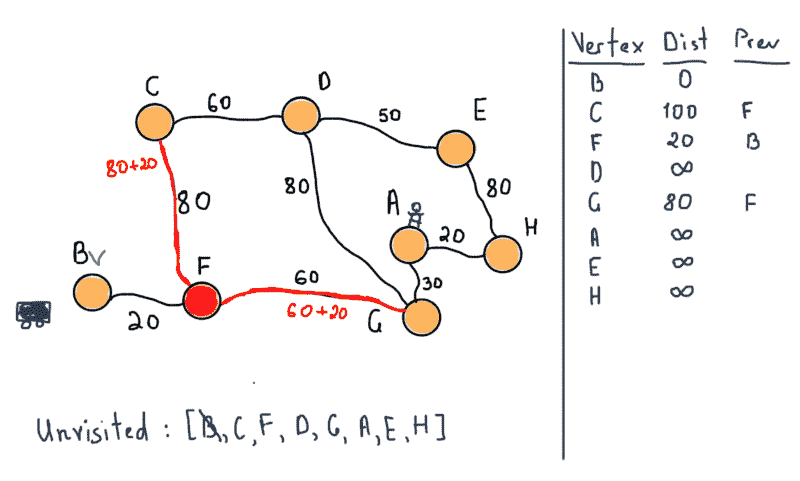 Vertex Dist Prev
B 0
C 100 F
F 20 B
D ∞
G 80 F
A ∞
E ∞
H ∞
C
60
D
50
E
80+20
80
80
80
A
20
H
Bv
F
60
30
20
60+20
G
Unvisited : [B, C, F, D, G, A, E, H]